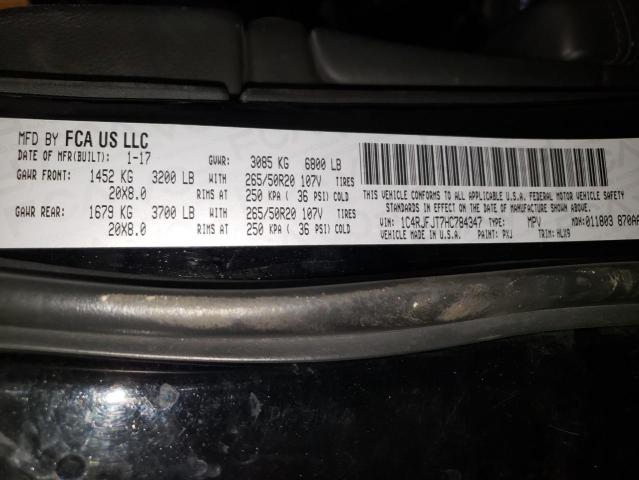 MFD BY FCA US LLC
DATE OF MFR(BUILT): 1-17 GVWR: 3085 KG 6800 LB
GAWR FRONT: 1452 KG 3200 LB WITH 265/50R20 107V TIRES
20X8.0 RIMS AT 250 KPA ( 36 PSI) COLD
GAWR REAR: 1679 KG 3700 LB WITH 265/50R20 107V TIRES
20X8.0 RIMS AT 250 KPA ( 36 PSI) COLD
THIS VEHICLE CONFORMS TO ALL APPLICABLE U.S.A. FEDERAL MOTOR VEHICLE SAFETY
STANDARDS IN EFFECT ON THE DATE OF MANUFACTURE SHOWN ABOVE.
VIN: 1C4RJFJT7HC784347 TYPE: MPV MDH:011803 870AA
VEHICLE MADE IN U.S.A. PAINT: PXJ TRIM: HLX9